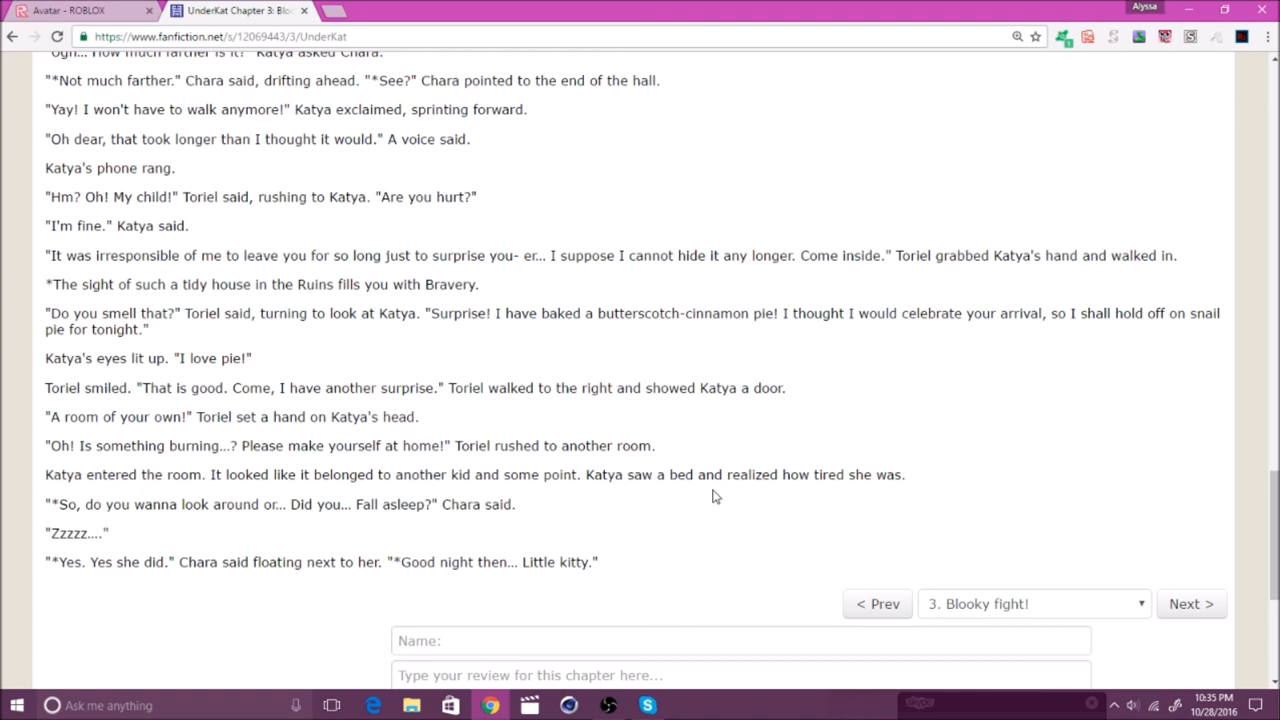 Avatar - ROBLOX
UnderKat Chapter 3: Bloo
Alyssa
https://www.fanfiction.net/s/12069443/3/UnderKat
"Ugh... How much farther is it?" Katya asked Chara.
"*Not much farther." Chara said, drifting ahead. "*See?" Chara pointed to the end of the hall.
"Yay! I won't have to walk anymore!" Katya exclaimed, sprinting forward.
"Oh dear, that took longer than I thought it would." A voice said.
Katya's phone rang.
"Hm? Oh! My child!" Toriel said, rushing to Katya. "Are you hurt?"
"I'm fine." Katya said.
"It was irresponsible of me to leave you for so long just to surprise you- er... I suppose I cannot hide it any longer. Come inside." Toriel grabbed Katya's hand and walked in.
*The sight of such a tidy house in the Ruins fills you with Bravery.
"Do you smell that?" Toriel said, turning to look at Katya. "Surprise! I have baked a butterscotch-cinnamon pie! I thought I would celebrate your arrival, so I shall hold off on snail
pie for tonight."
Katya's eyes lit up. "I love pie!"
Toriel smiled. "That is good. Come, I have another surprise." Toriel walked to the right and showed Katya a door.
"A room of your own!" Toriel set a hand on Katya's head.
"Oh! Is something burning...? Please make yourself at home!" Toriel rushed to another room.
Katya entered the room. It looked like it belonged to another kid and some point. Katya saw a bed and realized how tired she was.
"*So, do you wanna look around or... Did you... Fall asleep?" Chara said.
"Zzzzz...."
"*Yes. Yes she did." Chara said floating next to her. "*Good night then... Little kitty."
< Prev
3. Blooky fight!
Next >
Name:
Type your review for this chapter here...
Ask me anything
10:35 PM
10/28/2016